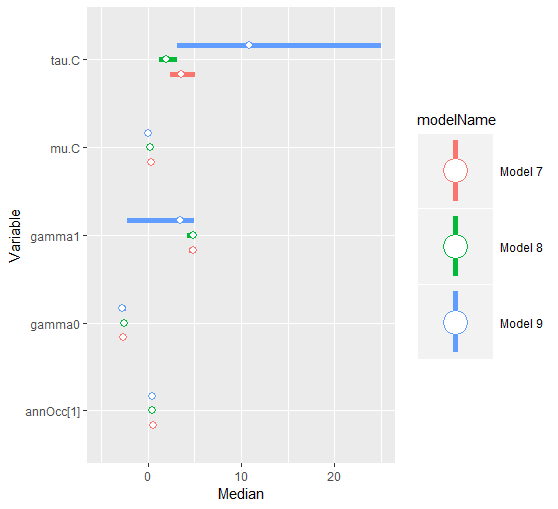 tau.C
mu.C
gamma1
gamma0
annOcc[1]
Variable
0 10 20
Median
modelName
Model 7
Model 8
Model 9